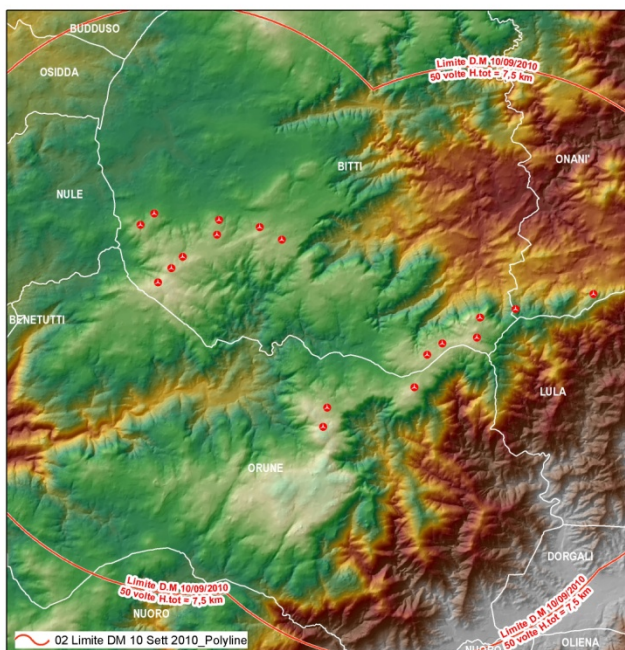 BUDDUSO
OSIDDA
Limite D.M 10/09/2010
50 volte H.tot = 7,5 km
BITTI
ONANI'
NULE
BENETUTTI
LULA
ORUNE
DORGALI
Limite D.M 10/09/2010
50 volte H.tot = 7,5 km
Limite D.M 10/09/2010
50 volte H.tot = 7,5 km
NUORO
NUORO
OLIENA
02 Limite DM 10 Sett 2010_Polyline